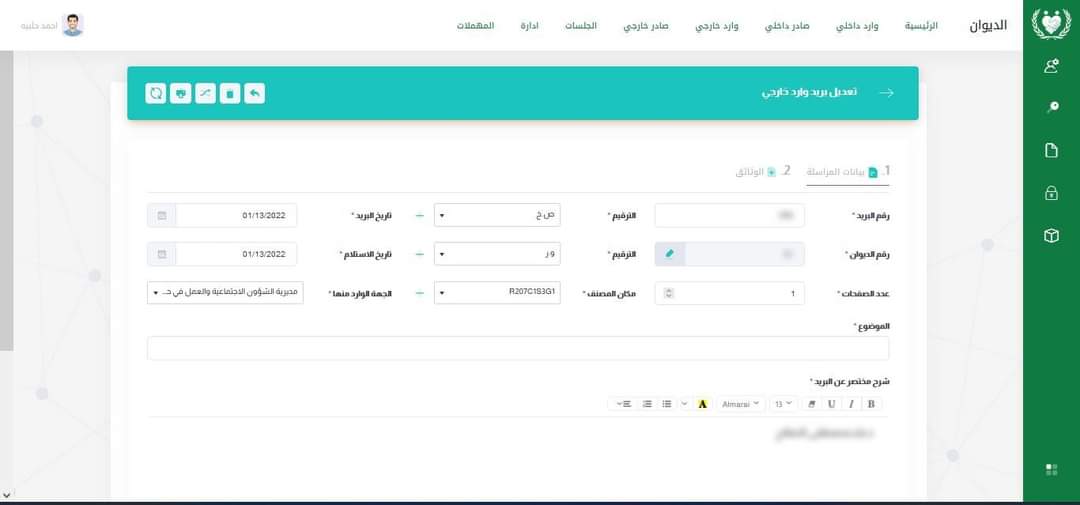 الديوان
الرئيسية
وارد داخلي
صادر داخلي
وارد خارجي
صادر خارجي
الجلسات
ادارة
المهملات
احمد حلبيه
تعديل بريد وارد خارجي
1. بيانات المراسلة
2. الوثائق
رقم البريد *
الترقيم *
ص.خ
تاريخ البريد *
01/13/2022
رقم الديوان *
الترقيم *
و.ر
تاريخ الاستلام *
01/13/2022
عدد الصفحات *
1
مكان المصنف *
R207C1S3G1
الجهة الوارد منها *
مديرية الشؤون الاجتماعية والعمل في حـ...
الموضوع *
شرح مختصر عن البريد *
B I U 13 Almarai A